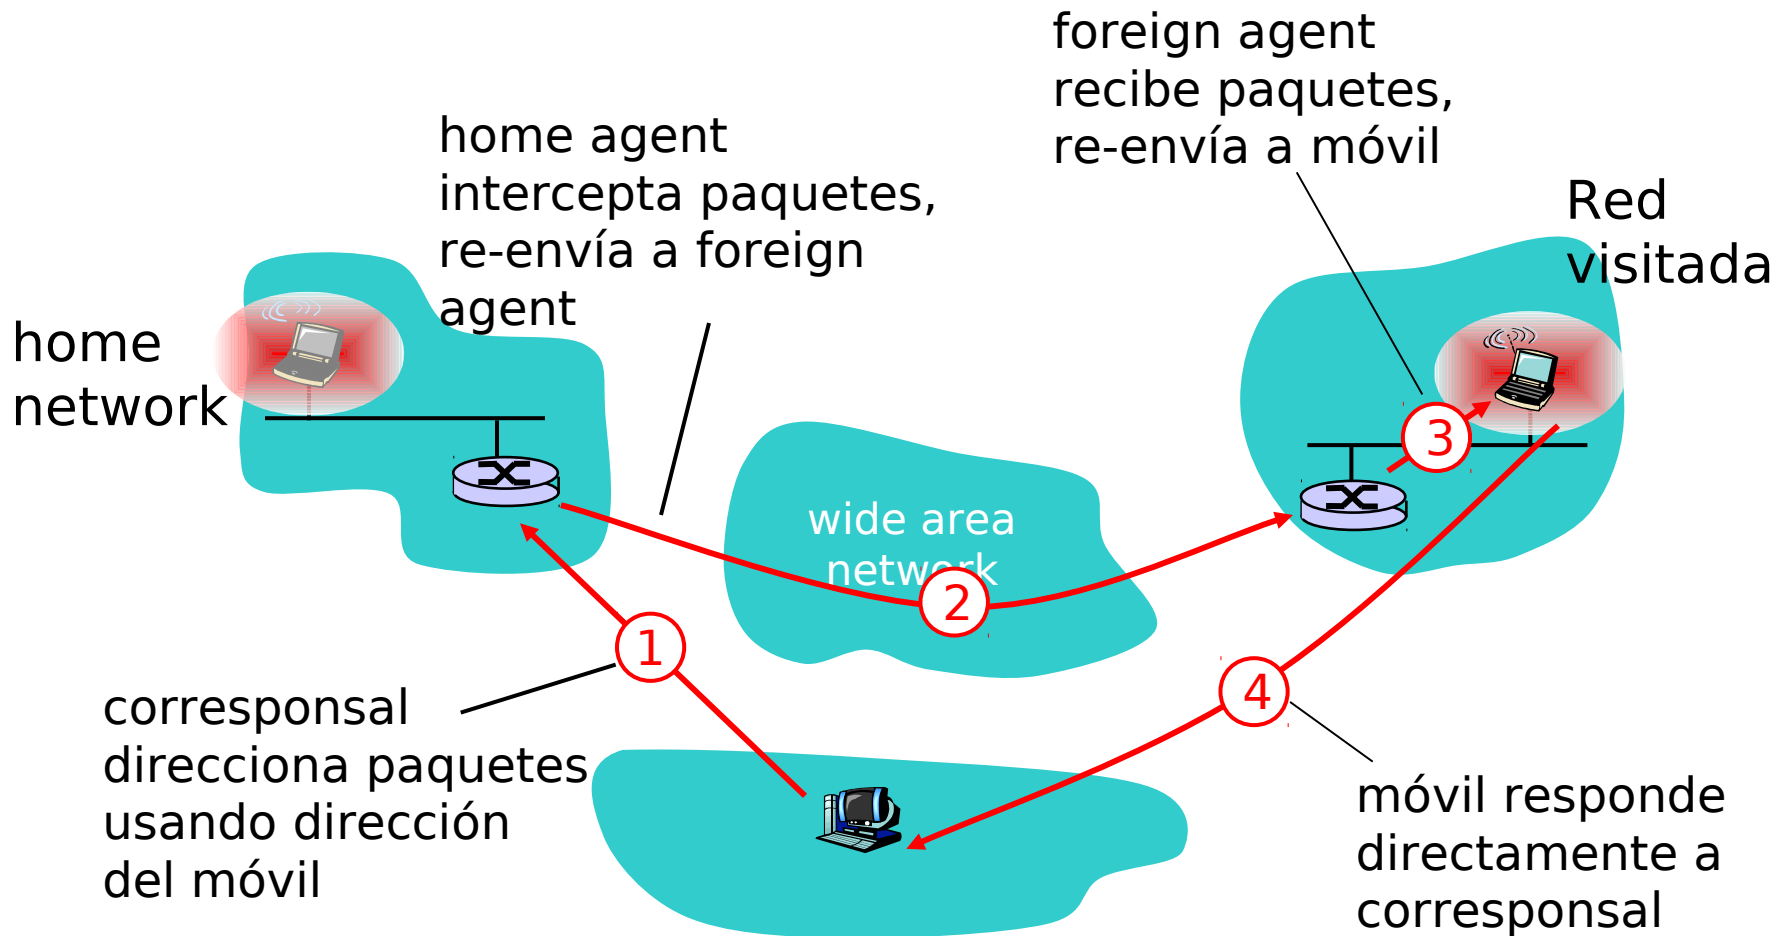 foreign agent
recibe paquetes,
re-envía a móvil
home agent
intercepta paquetes,
re-envía a foreign
agent
Red
visitada
home
network
3
wide area
network
2
1
4
corresponsal
direcciona paquetes
usando dirección
del móvil
móvil responde
directamente a
corresponsal